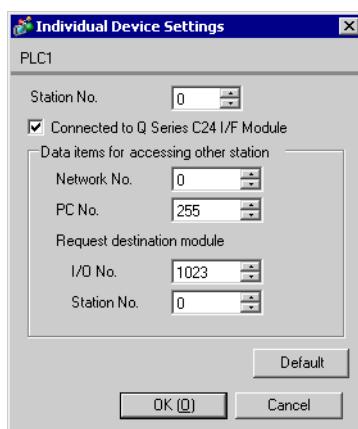 Individual Device Settings
PLC1
Station No. 0
Connected to Q Series C24 I/F Module
Data items for accessing other station
Network No. 0
PC No. 255
Request destination module
I/O No. 1023
Station No. 0
Default
OK (O) Cancel